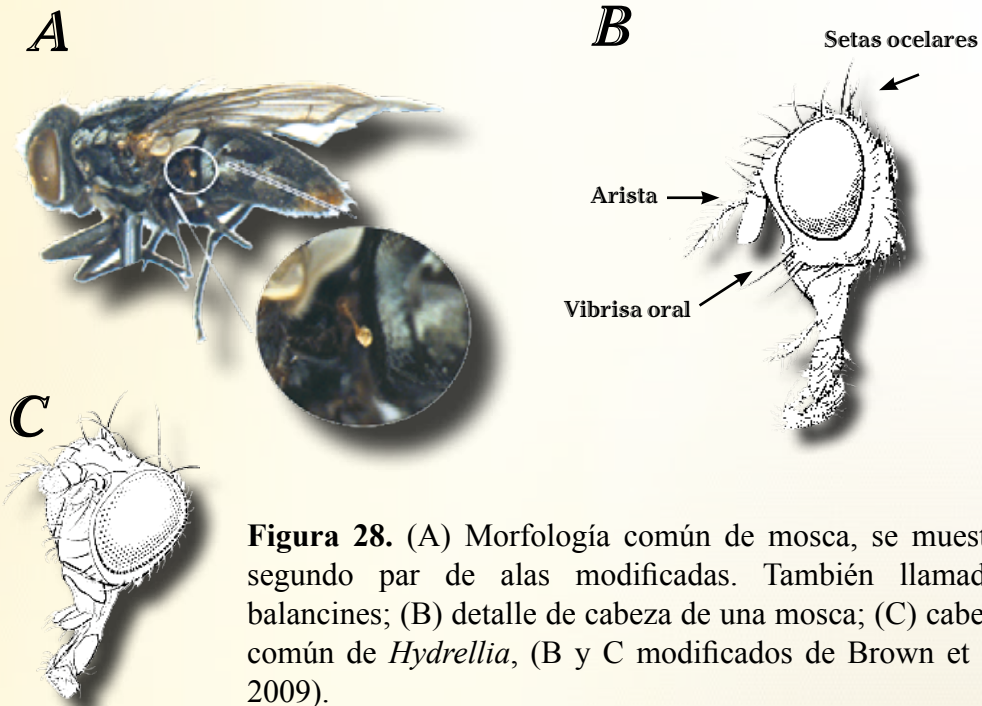 A
B
Setas ocelares
Arista
Vibrisa oral
C
Figura 28. (A) Morfología común de mosca, se muest
segundo par de alas modificadas. También llamad
balancines; (B) detalle de cabeza de una mosca; (C) cabe
común de Hydrellia, (B y C modificados de Brown et
2009).